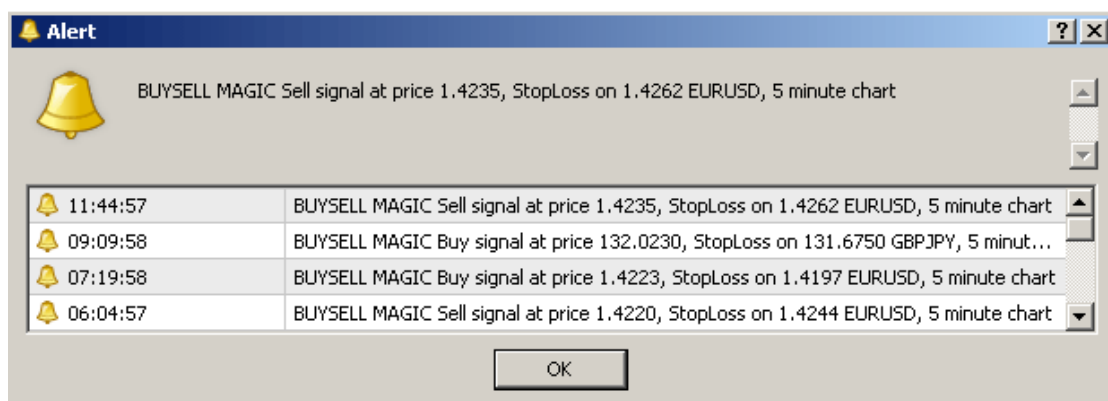 Alert
BUYSELL MAGIC Sell signal at price 1.4235, StopLoss on 1.4262 EURUSD, 5 minute chart
11:44:57 BUYSELL MAGIC Sell signal at price 1.4235, StopLoss on 1.4262 EURUSD, 5 minute chart
09:09:58 BUYSELL MAGIC Buy signal at price 132.0230, StopLoss on 131.6750 GBPJPY, 5 minut...
07:19:58 BUYSELL MAGIC Buy signal at price 1.4223, StopLoss on 1.4197 EURUSD, 5 minute chart
06:04:57 BUYSELL MAGIC Sell signal at price 1.4220, StopLoss on 1.4244 EURUSD, 5 minute chart
OK